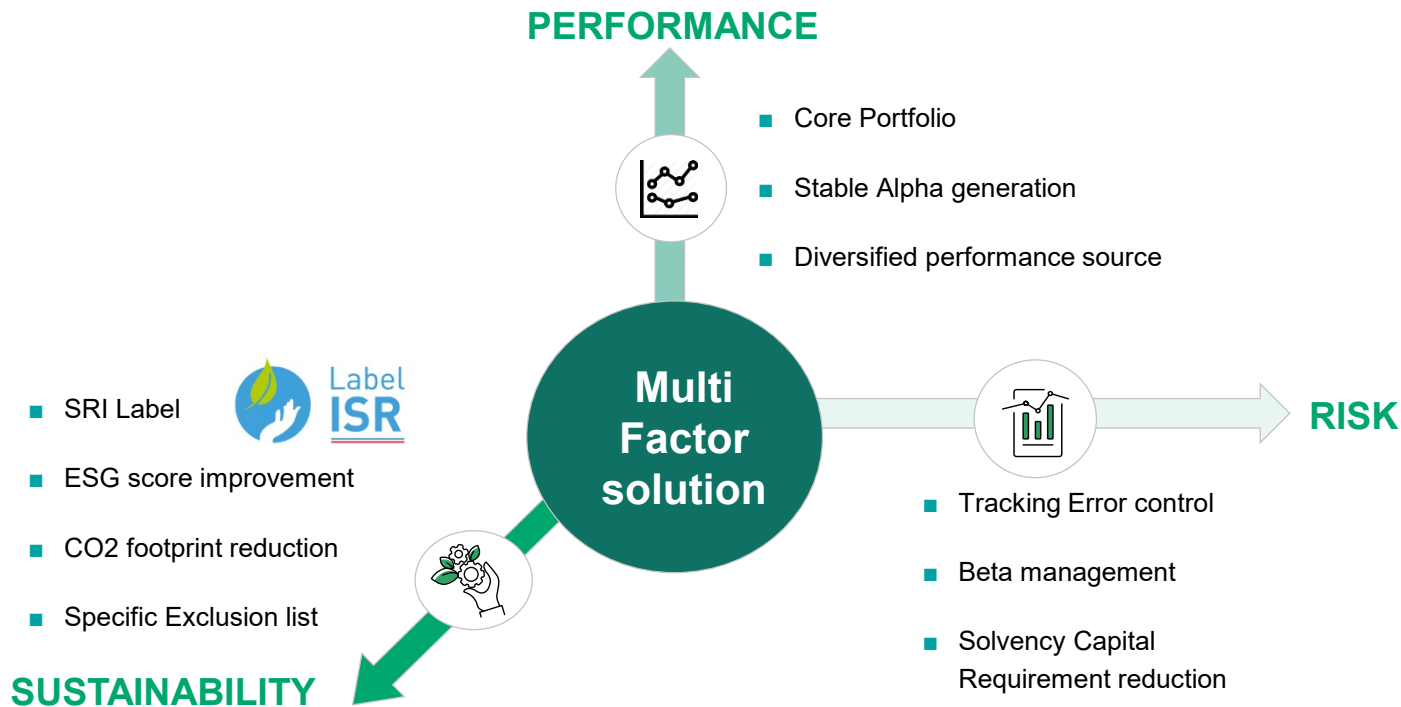 PERFORMANCE
Core Portfolio
Stable Alpha generation
Diversified performance source
Multi
Factor
solution
SRI Label
Label
ISR
ESG score improvement
CO2 footprint reduction
Specific Exclusion list
SUSTAINABILITY
RISK
Tracking Error control
Beta management
Solvency Capital
Requirement reduction